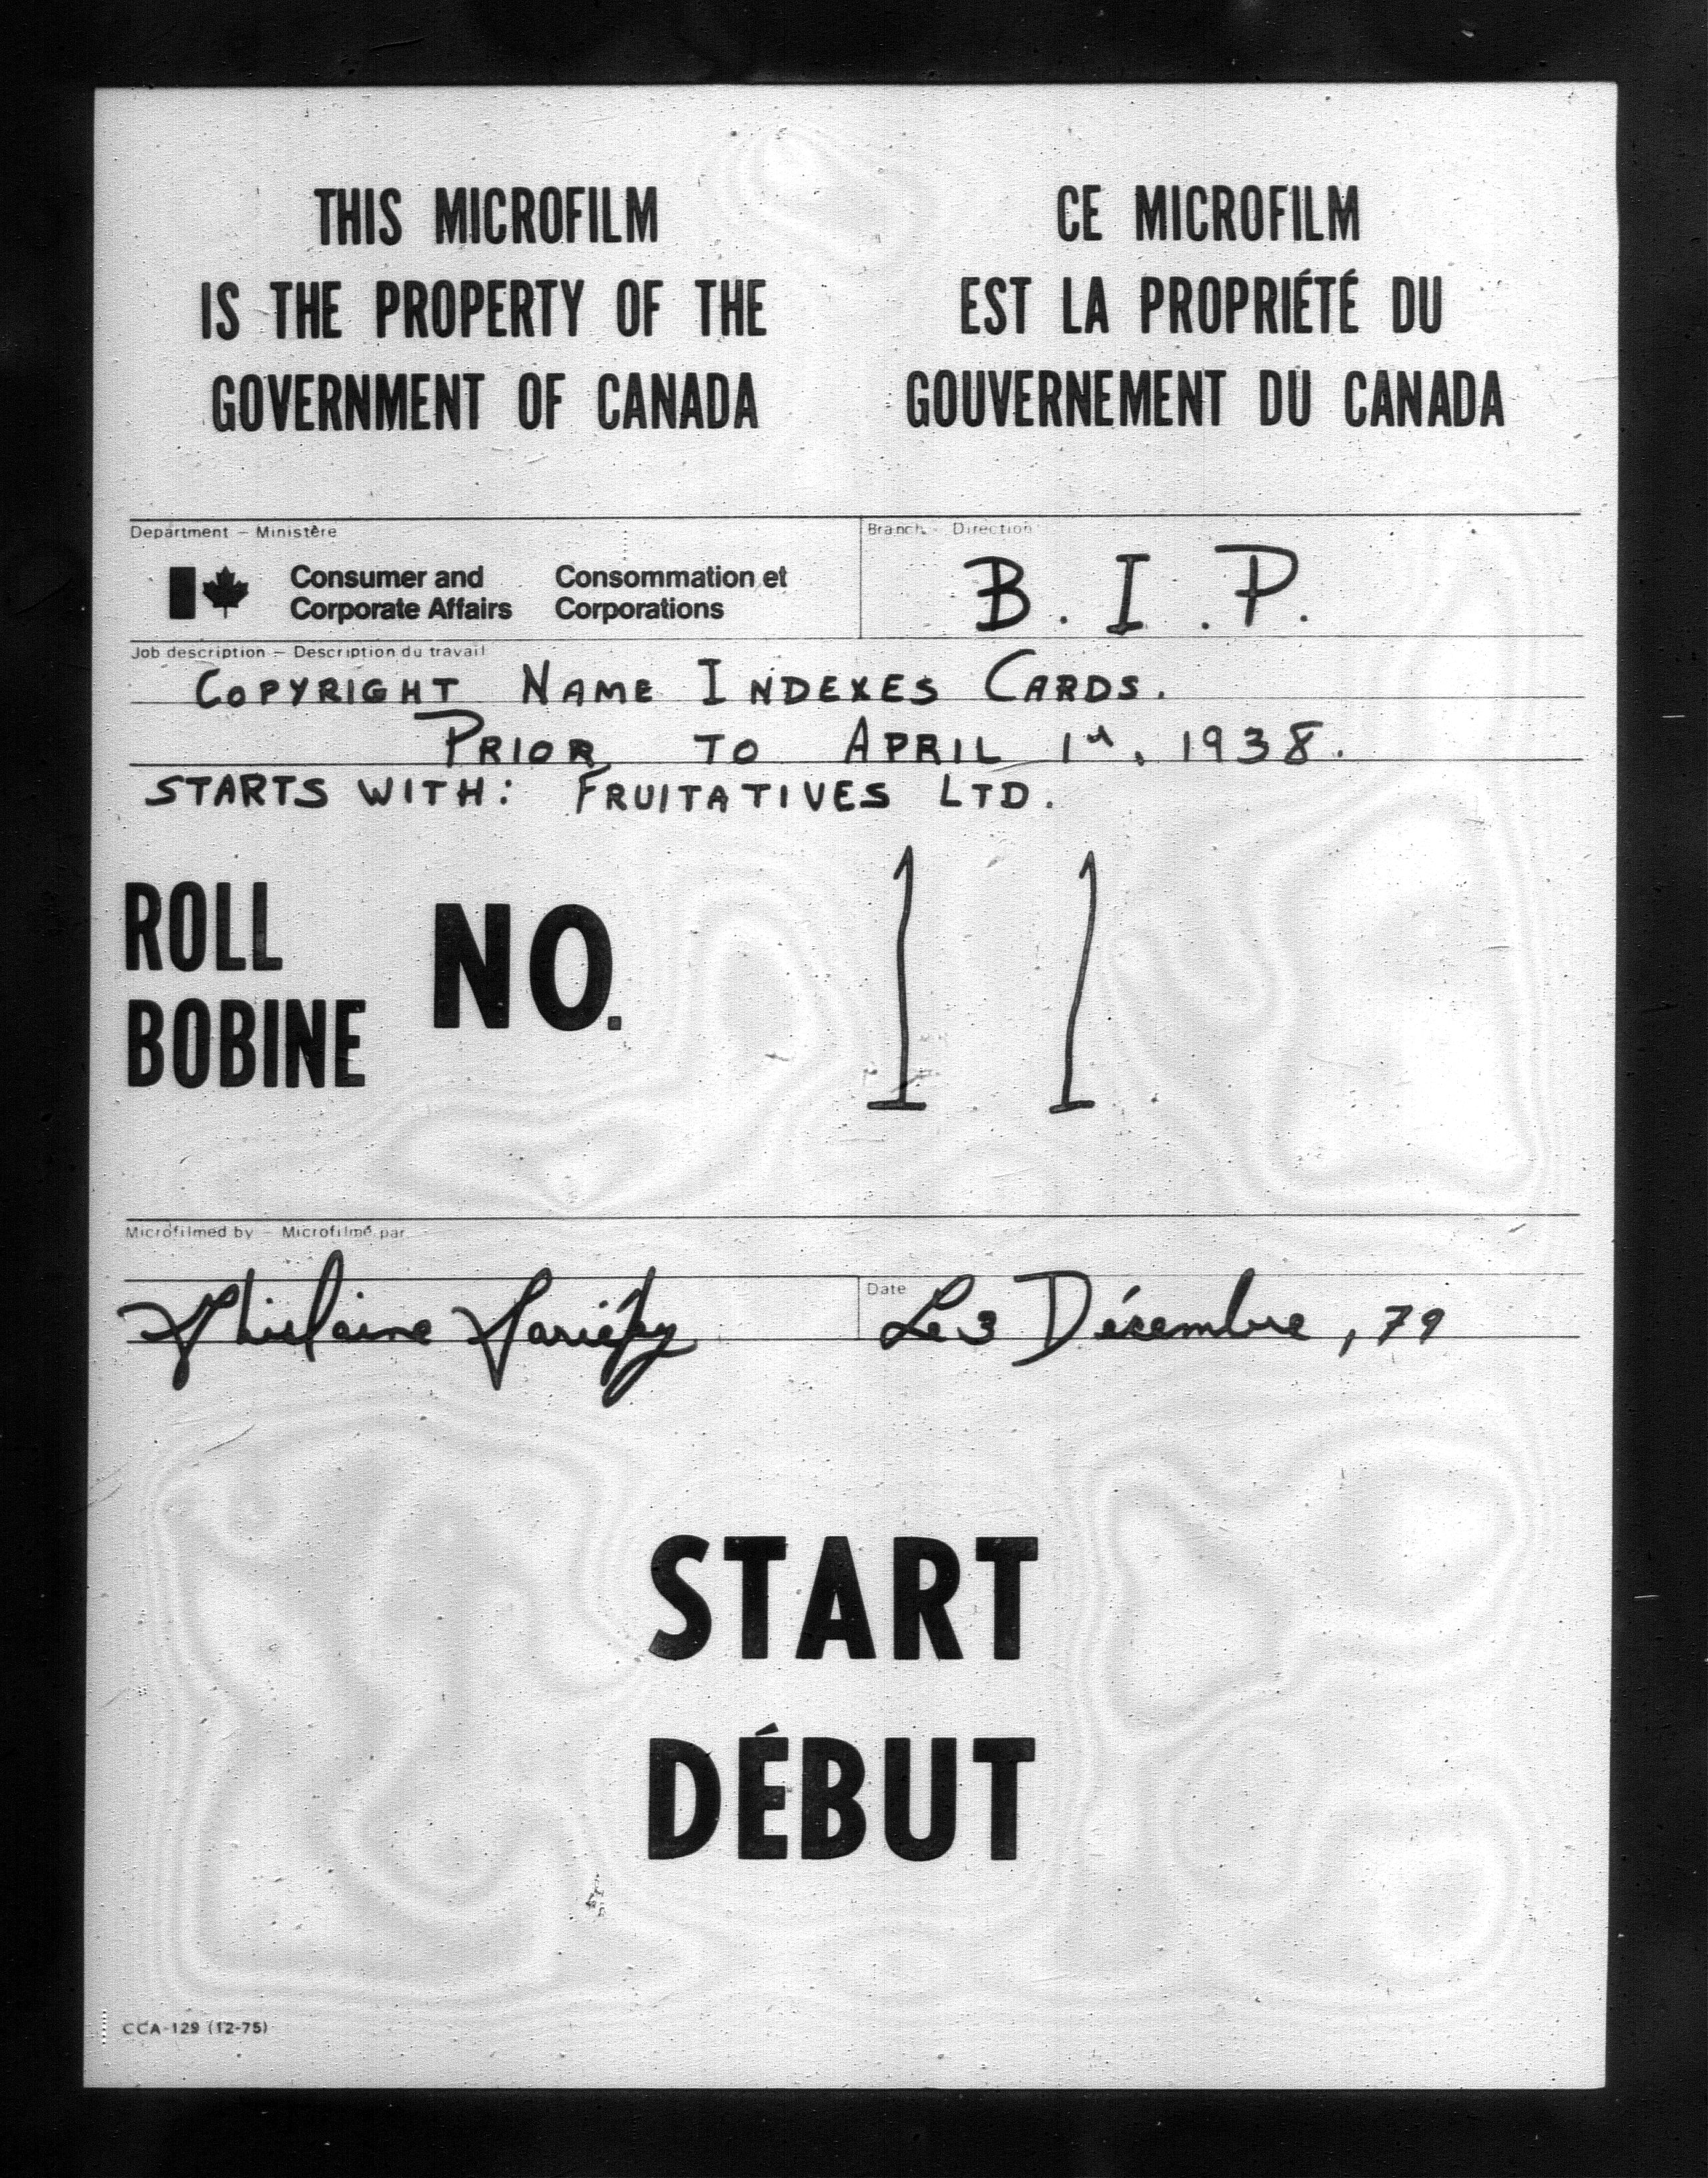 THIS MICROFILM
IS THE PROPERTY OF THE
GOVERNMENT OF CANADA
CE MICROFILM
EST LA PROPRIÉTÉ DU
GOUVERNEMENT DU CANADA
Department – Ministère
Consumer and
Corporate Affairs
Consommation et
Corporations
Branch – Direction
B. I. P.
Job description – Description du travail
COPYRIGHT NAME INDEXES CARDS.
PRIOR TO APRIL 1st, 1938.
STARTS WITH: FRUITATIVES LTD.
ROLL
BOBINE
NO.
11
Microfilmed by – Microfilmé par
Ghislaine Gariépy
Date
Le 3 Décembre, 79
START
DÉBUT
CCA-129 (12-75)